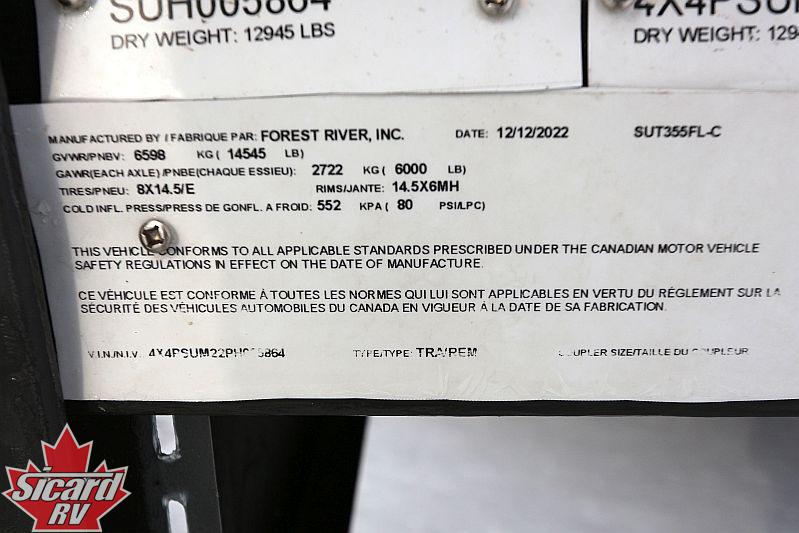 SUH005864
DRY WEIGHT: 12945 LBS
DRY WEIGHT:
MANUFACTURED BY / FABRIQUE PAR: FOREST RIVER, INC. DATE: 12/12/2022 SUT355FL-C
GVWR/PNBV: 6598 KG ( 14545 LB)
GAWR(EACH AXLE) /PNBE(CHAQUE ESSIEU): 2722 KG ( 6000 LB)
TIRES/PNEU: 8X14.5/E RIMS/JANTE: 14.5X6MH
COLD INFL. PRESS/PRESS DE GONFL. A FROID: 552 KPA ( 80 PSI/LPC)
THIS VEHICLE CONFORMS TO ALL APPLICABLE STANDARDS PRESCRIBED UNDER THE CANADIAN MOTOR VEHICLE
SAFETY REGULATIONS IN EFFECT ON THE DATE OF MANUFACTURE.
CE VÉHICULE EST CONFORME À TOUTES LES NORMES QUI LUI SONT APPLICABLES EN VERTU DU RÉGLEMENT SUR LA
SÉCURITÉ DES VÉHICULES AUTOMOBILES DU CANADA EN VIGUEUR À LA DATE DE SA FABRICATION.
V.I.N./N.I.V. 4X4PSUM22PH005864 TYPE/TYPE: TRA/REM COUPLER SIZE/TAILLE DU COUPLEUR
Sicard
RV